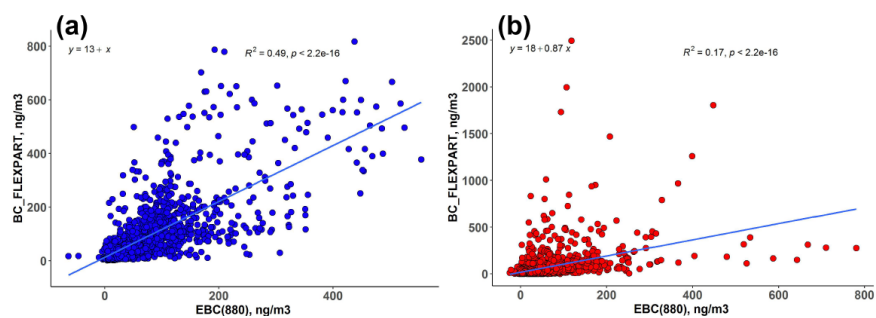 (a)
y = 13 + x
R² = 0.49, p < 2.2e-16
BC_FLEXPART, ng/m3
800
600
400
200
0
0 200 400
EBC(880), ng/m3
(b)
y = 18+0.87 x
R² = 0.17, p < 2.2e-16
BC_FLEXPART, ng/m3
2500
2000
1500
1000
500
0
0 200 400 600 800
EBC(880), ng/m3